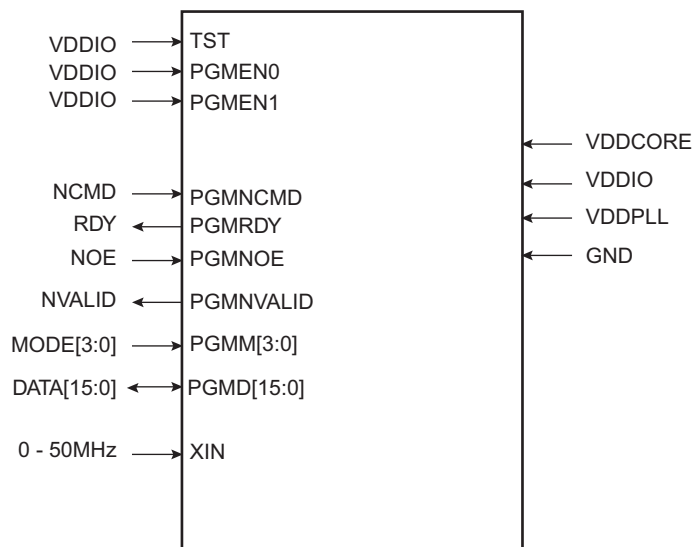 VDDIO TST
VDDIO PGMEN0
VDDIO PGMEN1
VDDCORE
VDDIO
NCMD PGMNCMD
VDDPLL
RDY PGMRDY
GND
NOE PGMNOE
NVALID PGMNVALID
MODE[3:0] PGMM[3:0]
DATA[15:0] PGMD[15:0]
0 - 50MHz XIN